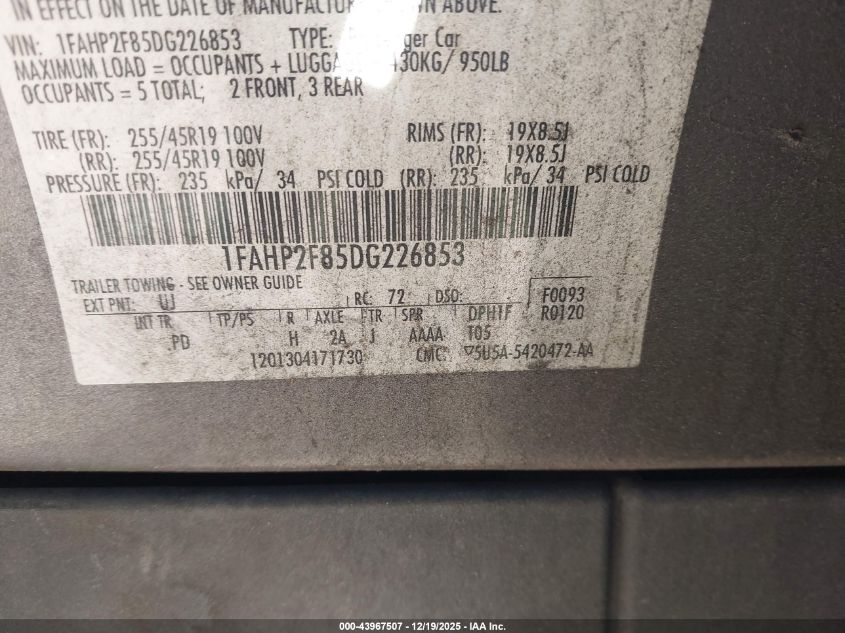 IN EFFECT ON THE DATE OF MANUFACTUR IN ABOVE.
VIN: 1FAHP2F85DG226853 TYPE: ger Car
MAXIMUM LOAD = OCCUPANTS + LUGGA 430KG/ 950LB
OCCUPANTS = 5 TOTAL; 2 FRONT, 3 REAR
TIRE (FR): 255/45R19 100V RIMS (FR): 19X8.5J
(RR): 255/45R19 100V (RR): 19X8.5J
PRESSURE (FR): 235 kPa/ 34 PSI COLD (RR): 235 kPa/ 34 PSI COLD
1FAHP2F85DG226853
TRAILER TOWING - SEE OWNER GUIDE
EXT PNT: UJ RC: 72 DSO: F0093
INT TR TP/PS R AXLE TR SPR DPH1F R0120
PD H 2A J AAAA T05
1201304171730 CMC: 5U5A-5420472-AA
000-43967507 - 12/19/2025 - IAA Inc.